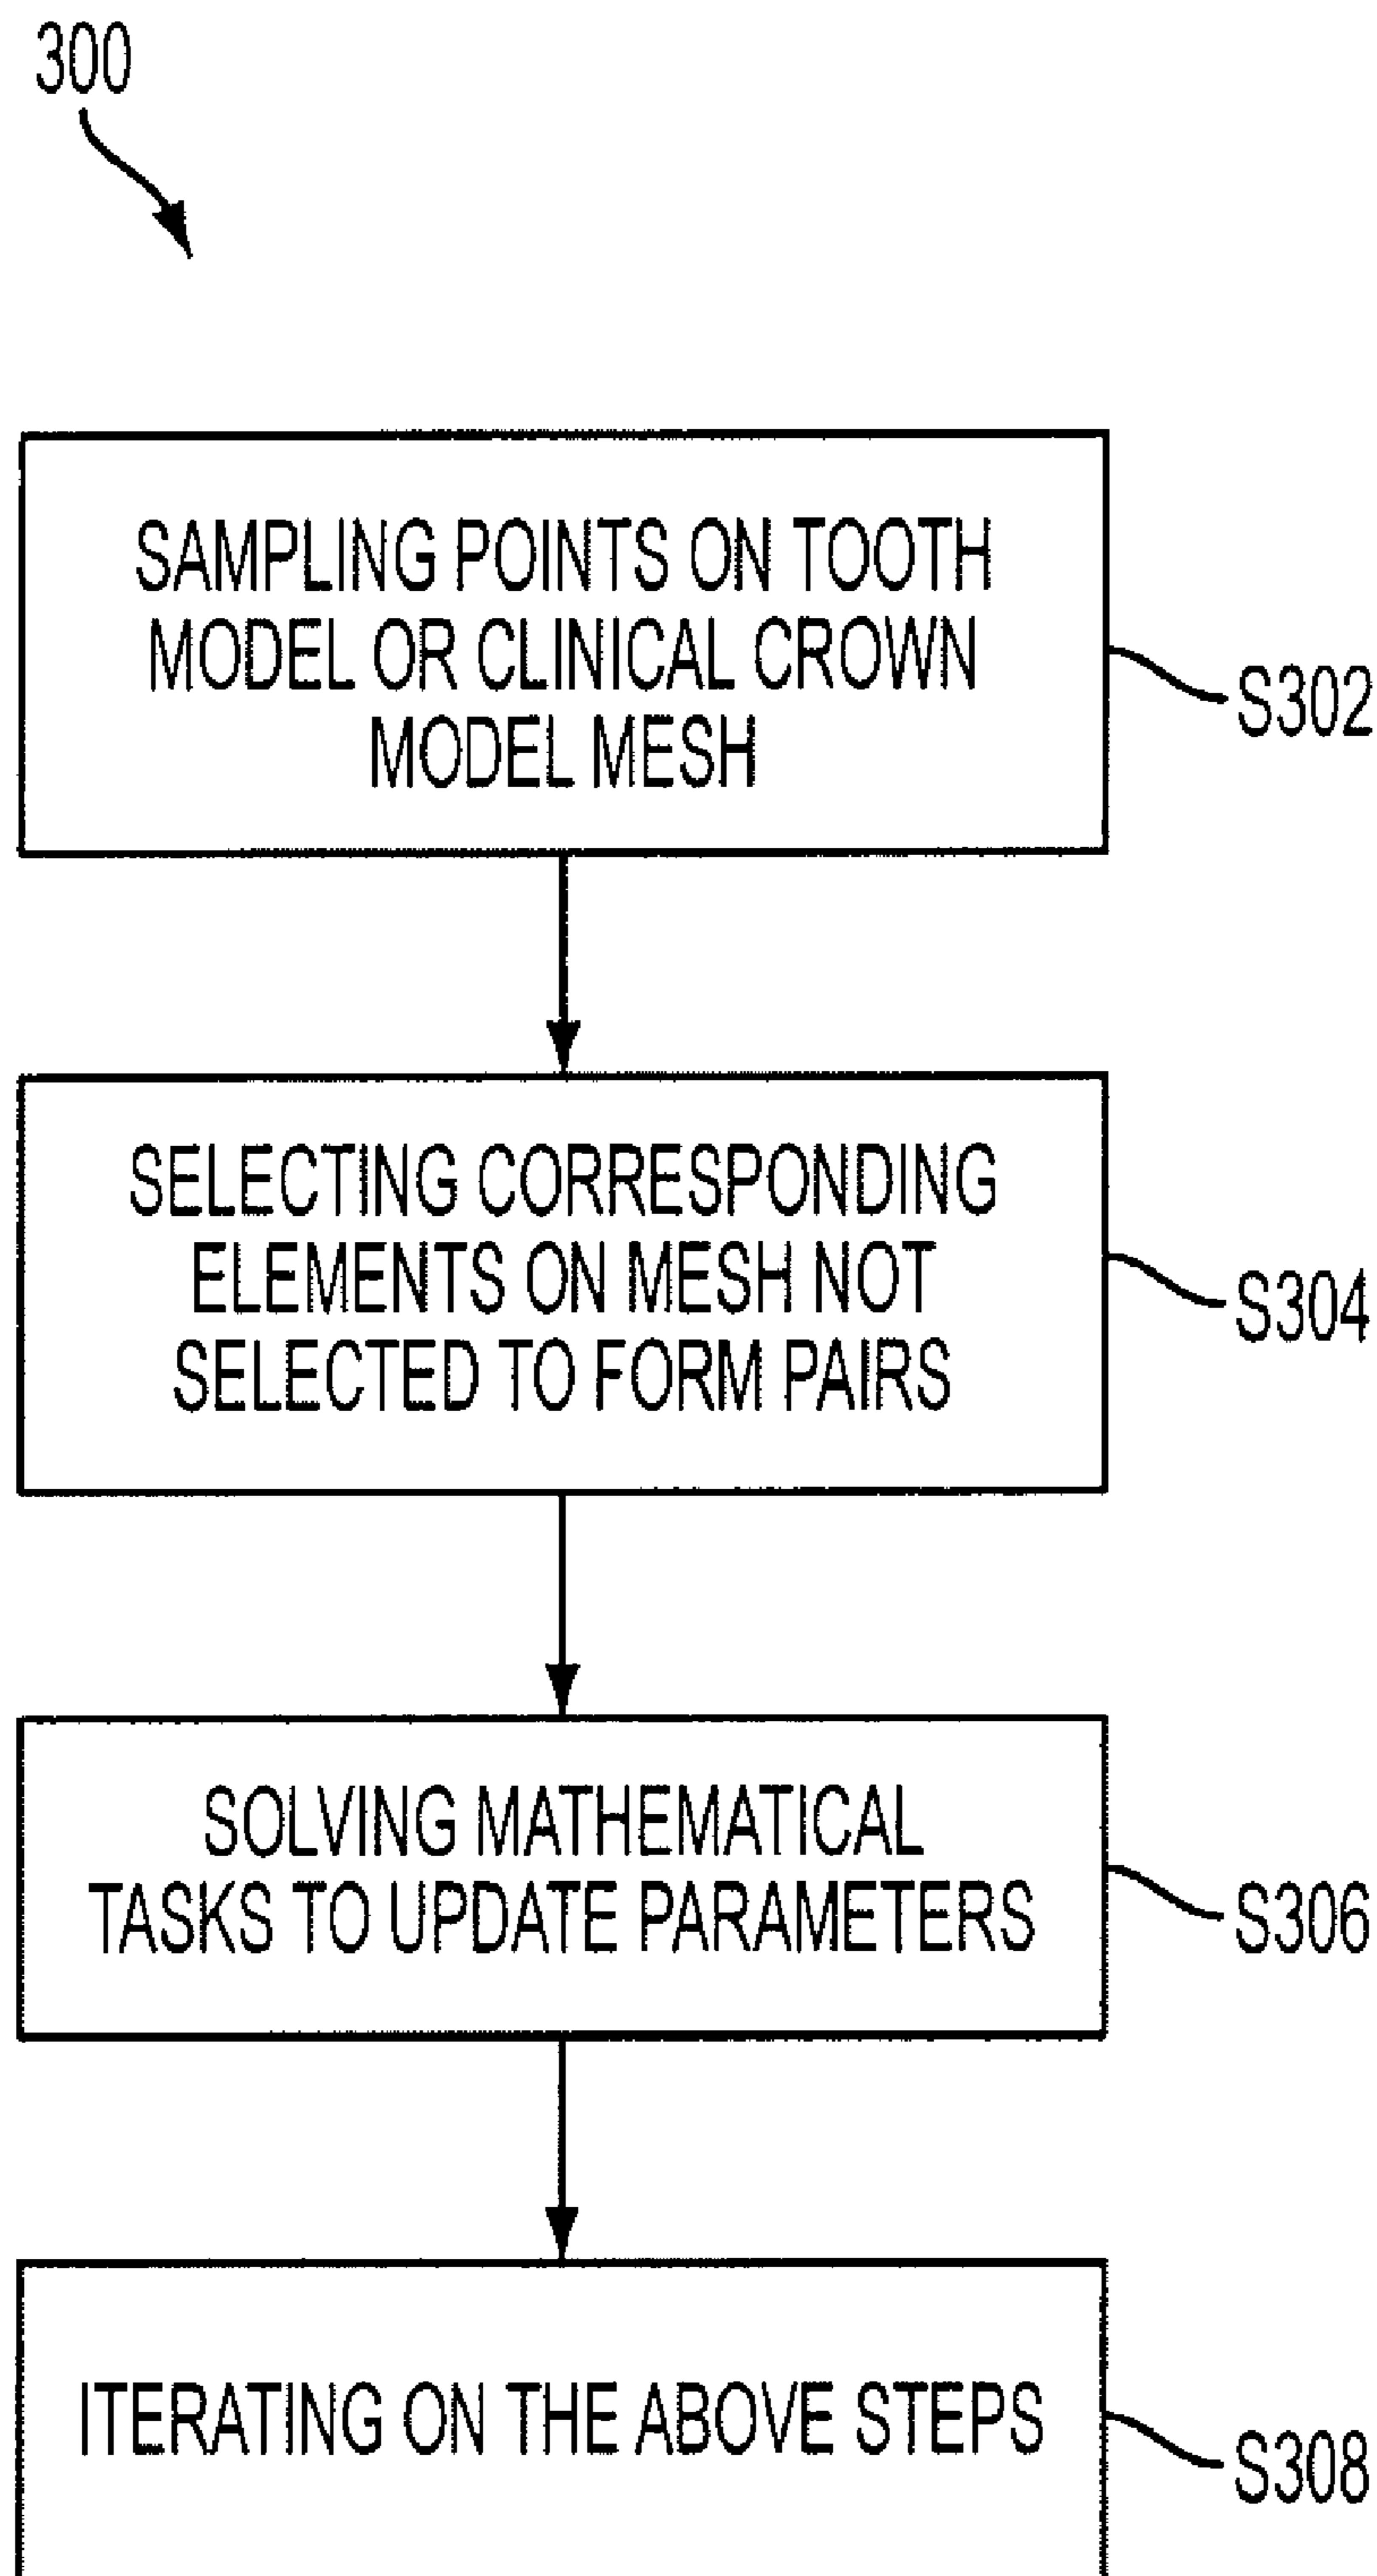 300
SAMPLING POINTS ON TOOTH
MODEL OR CLINICAL CROWN
MODEL MESH
S302
SELECTING CORRESPONDING
ELEMENTS ON MESH NOT
SELECTED TO FORM PAIRS
S304
SOLVING MATHEMATICAL
TASKS TO UPDATE PARAMETERS
S306
ITERATING ON THE ABOVE STEPS
S308